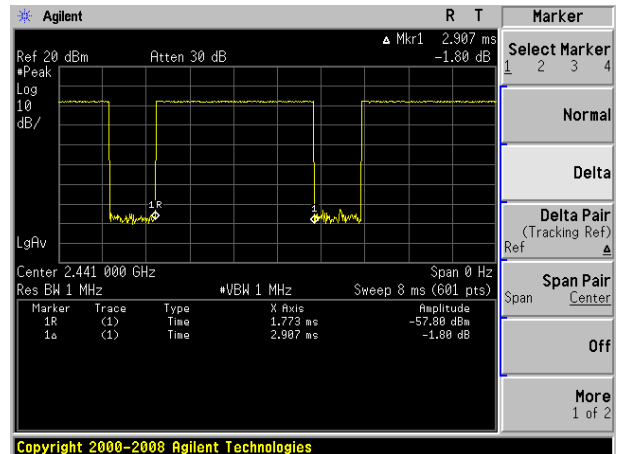 Agilent R T
Δ Mkr1 2.907 ms
Ref 20 dBm Atten 30 dB -1.80 dB
#Peak
Log
10
dB/
1R
1
LgAv
Center 2.441 000 GHz Span 0 Hz
Res BW 1 MHz #VBW 1 MHz Sweep 8 ms (601 pts)
Marker Trace Type X Axis Amplitude
1R (1) Time 1.773 ms -57.80 dBm
1Δ (1) Time 2.907 ms -1.80 dB
Copyright 2000-2008 Agilent Technologies
Marker
Select Marker
1 2 3 4
Normal
Delta
Delta Pair
(Tracking Ref)
Ref Δ
Span Pair
Span Center
Off
More
1 of 2